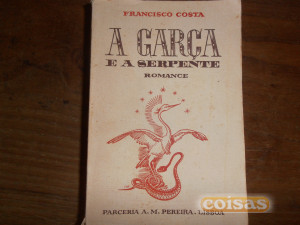 FRANCISCO COSTA
A GARÇA
E A SERPENTE
ROMANCE
PARCERIA A. M. PEREIRA - LISBOA
coisas